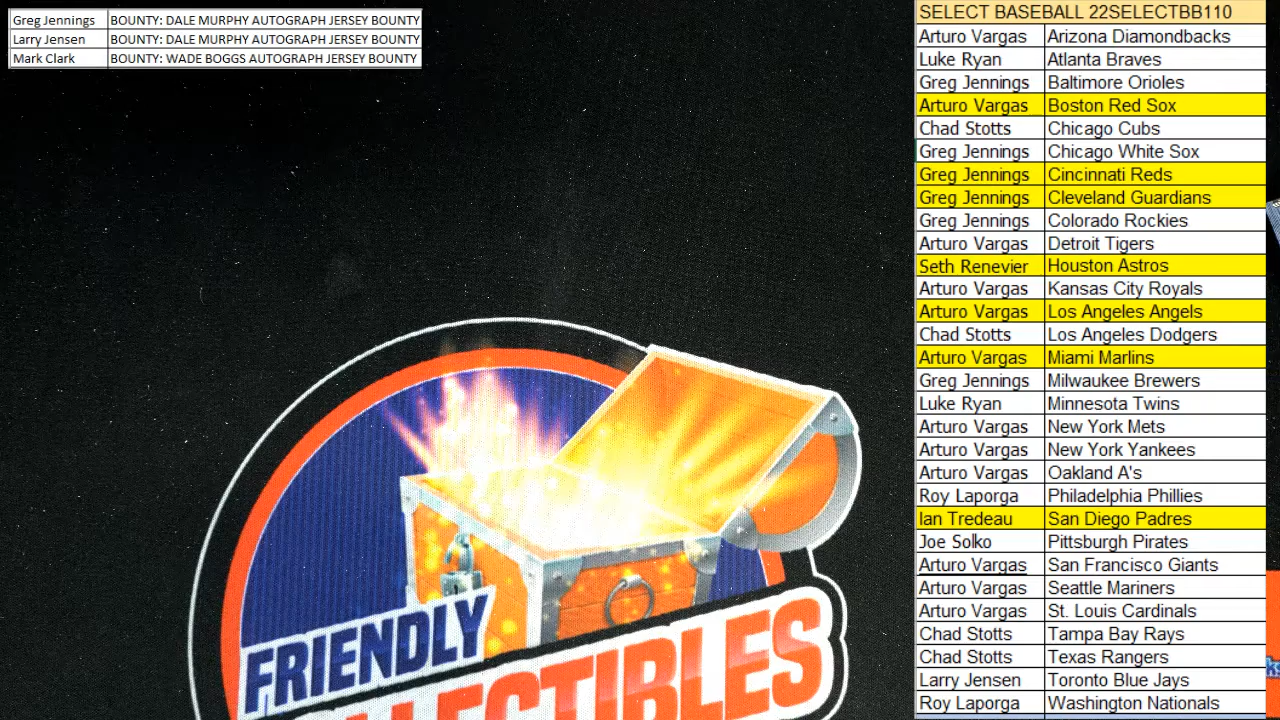 Greg Jennings BOUNTY: DALE MURPHY AUTOGRAPH JERSEY BOUNTY
Larry Jensen BOUNTY: DALE MURPHY AUTOGRAPH JERSEY BOUNTY
Mark Clark BOUNTY: WADE BOGGS AUTOGRAPH JERSEY BOUNTY
SELECT BASEBALL 22SELECTBB110
Arturo Vargas Arizona Diamondbacks
Luke Ryan Atlanta Braves
Greg Jennings Baltimore Orioles
Arturo Vargas Boston Red Sox
Chad Stotts Chicago Cubs
Greg Jennings Chicago White Sox
Greg Jennings Cincinnati Reds
Greg Jennings Cleveland Guardians
Greg Jennings Colorado Rockies
Arturo Vargas Detroit Tigers
Seth Renevier Houston Astros
Arturo Vargas Kansas City Royals
Arturo Vargas Los Angeles Angels
Chad Stotts Los Angeles Dodgers
Arturo Vargas Miami Marlins
Greg Jennings Milwaukee Brewers
Luke Ryan Minnesota Twins
Arturo Vargas New York Mets
Arturo Vargas New York Yankees
Arturo Vargas Oakland A's
Roy Laporga Philadelphia Phillies
Ian Tredeau San Diego Padres
Joe Solko Pittsburgh Pirates
Arturo Vargas San Francisco Giants
Arturo Vargas Seattle Mariners
Arturo Vargas St. Louis Cardinals
Chad Stotts Tampa Bay Rays
Chad Stotts Texas Rangers
Larry Jensen Toronto Blue Jays
Roy Laporga Washington Nationals
FRIENDLY
COLLECTIBLES